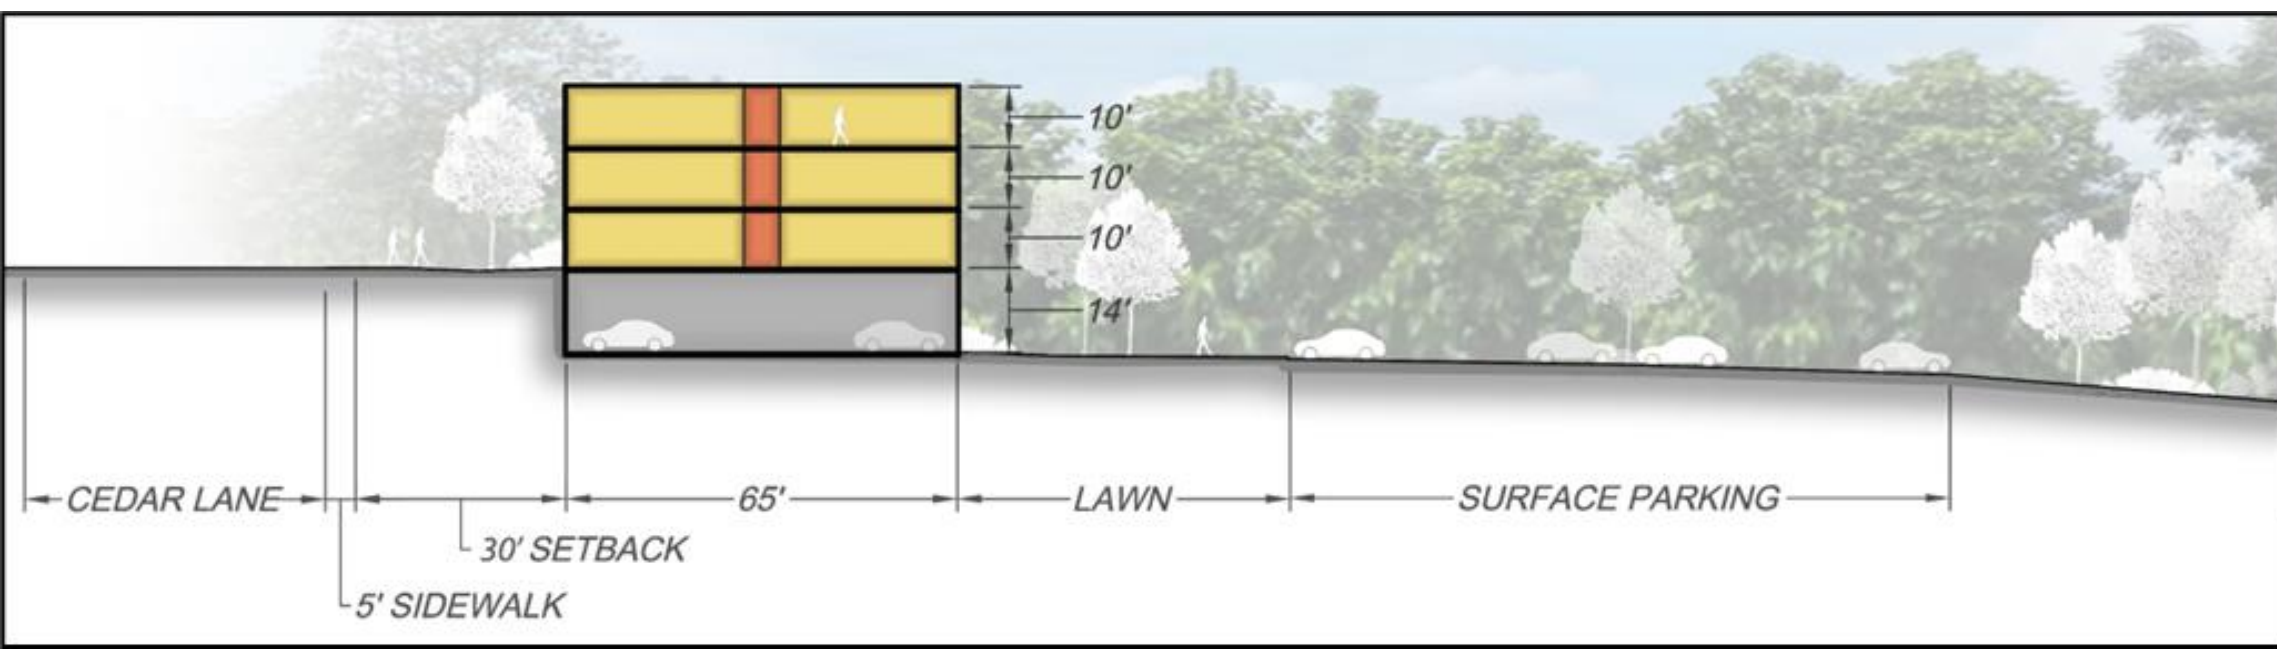 10'
10'
10'
14'
CEDAR LANE
65'
LAWN
SURFACE PARKING
30' SETBACK
5' SIDEWALK